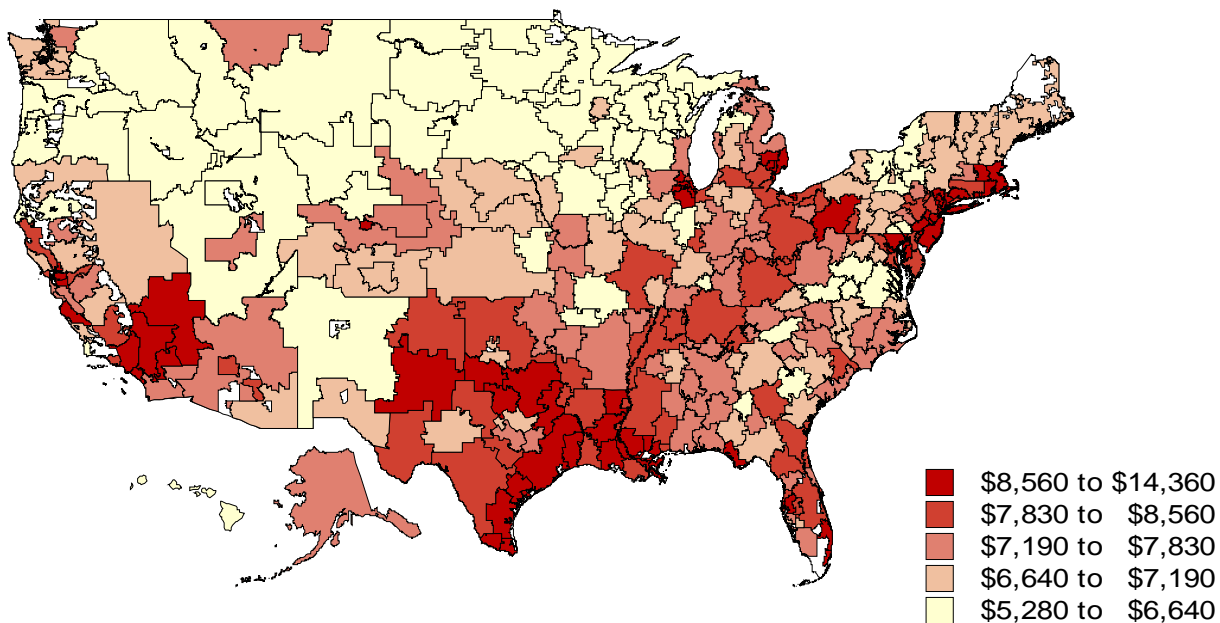 $8,560 to $14,360
$7,830 to $8,560
$7,190 to $7,830
$6,640 to $7,190
$5,280 to $6,640